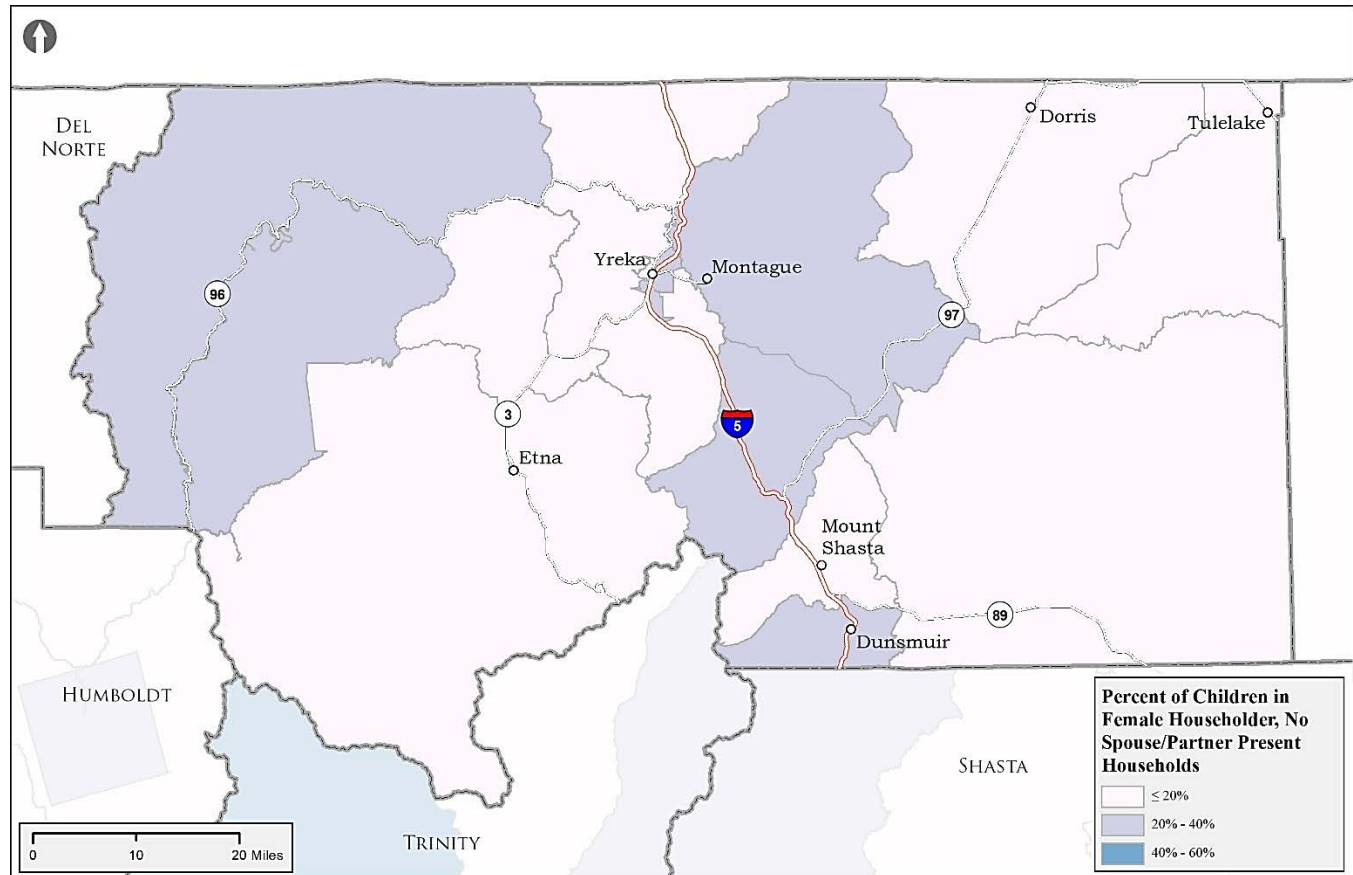 DEL
NORTE
Dorris
Tulelake
Yreka
Montague
96
97
3
5
Etna
Mount
Shasta
89
Dunsmuir
HUMBOLDT
SHASTA
TRINITY
0 10 20 Miles
Percent of Children in
Female Householder, No
Spouse/Partner Present
Households
≤ 20%
20% - 40%
40% - 60%